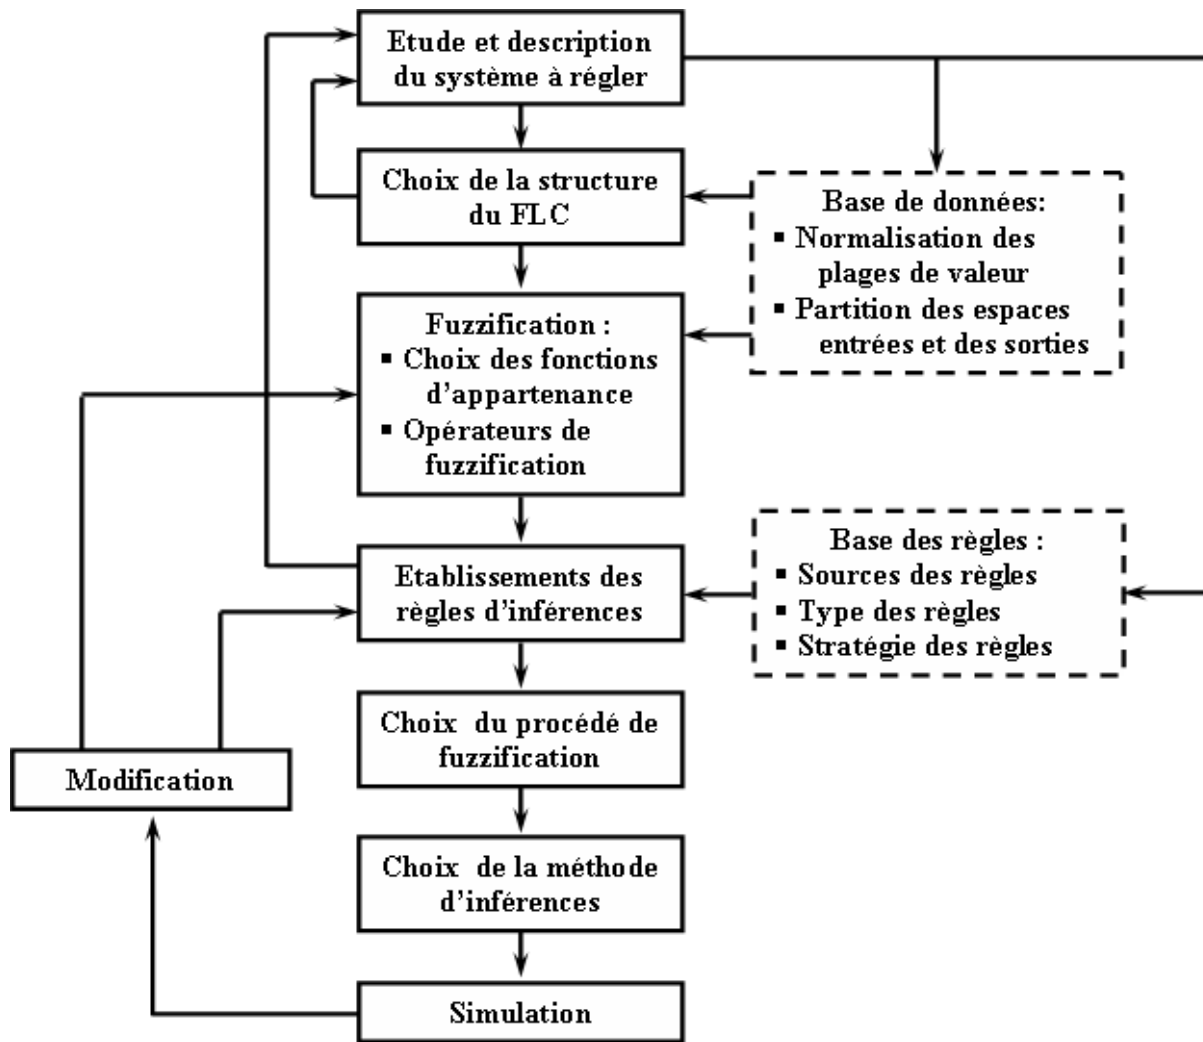 Etude et description
du système à régler
Choix de la structure
du FLC
Base de données:
▪ Normalisation des
plages de valeur
▪ Partition des espaces
entrées et des sorties
Fuzzification :
▪ Choix des fonctions
d'appartenance
▪ Opérateurs de
fuzzification
Base des règles :
▪ Sources des règles
▪ Type des règles
▪ Stratégie des règles
Etablissements des
règles d'inférences
Choix du procédé de
fuzzification
Modification
Choix de la méthode
d'inférences
Simulation